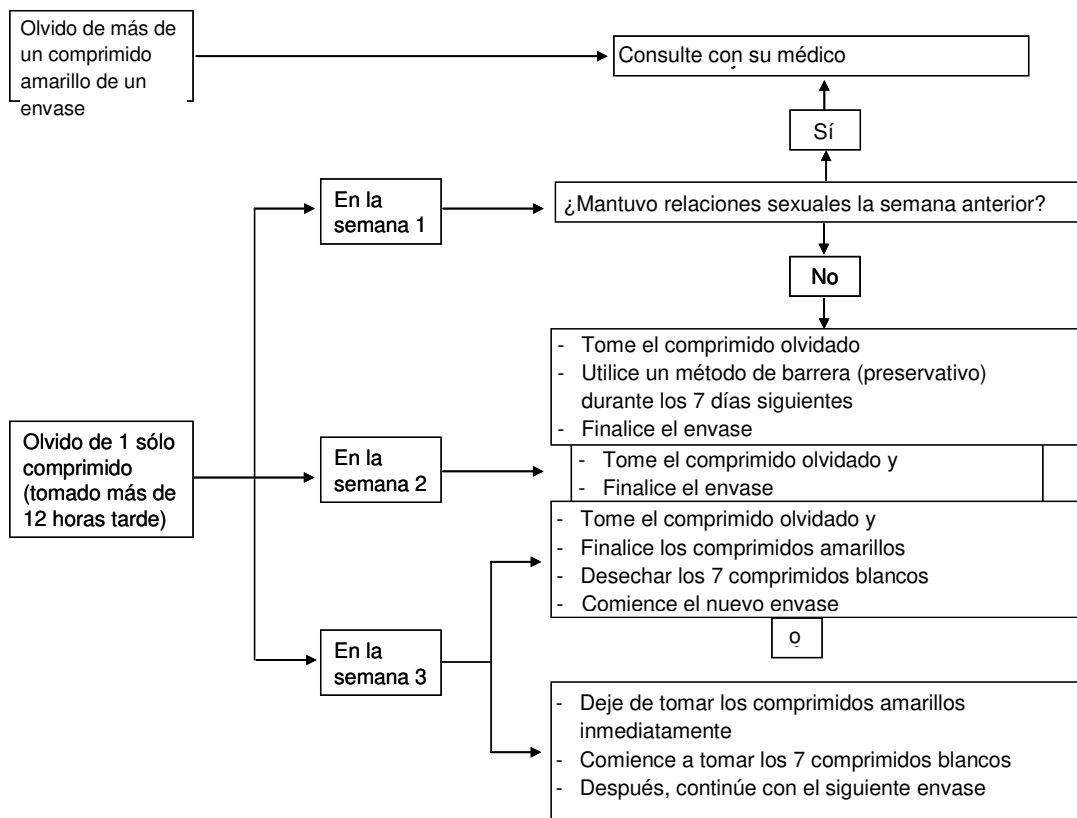 Olvido de más de
un comprimido
amarillo de un
envase
Consulte con su médico
Sí
En la
semana 1
¿Mantuvo relaciones sexuales la semana anterior?
No
- Tome el comprimido olvidado
- Utilice un método de barrera (preservativo)
durante los 7 días siguientes
- Finalice el envase
Olvido de 1 sólo
comprimido
(tomado más de
12 horas tarde)
En la
semana 2
- Tome el comprimido olvidado y
- Finalice el envase
- Tome el comprimido olvidado y
- Finalice los comprimidos amarillos
- Desechar los 7 comprimidos blancos
- Comience el nuevo envase
o
En la
semana 3
- Deje de tomar los comprimidos amarillos
inmediatamente
- Comience a tomar los 7 comprimidos blancos
- Después, continúe con el siguiente envase